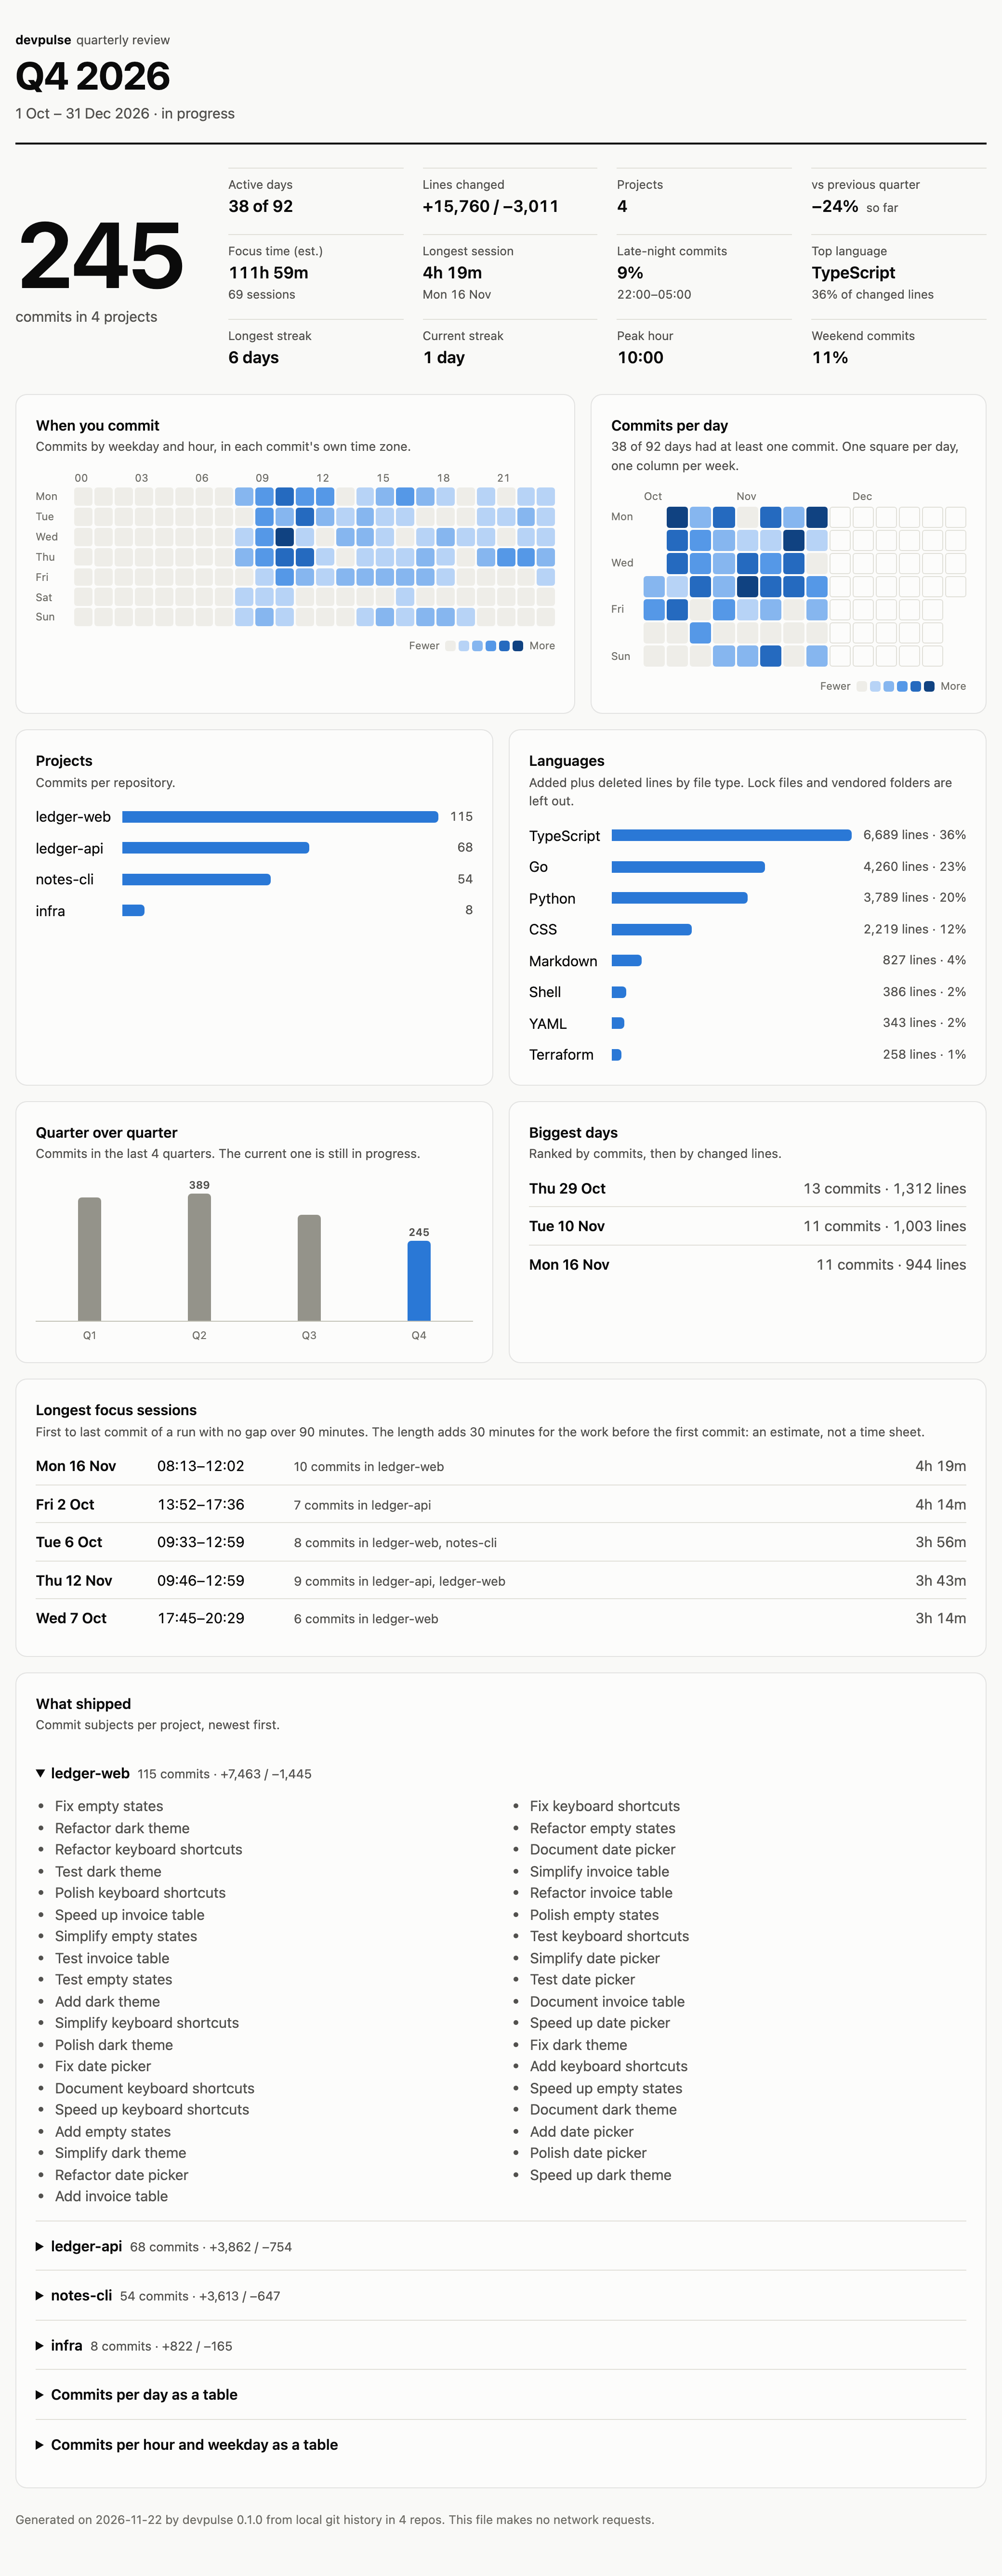 devpulse quarterly review
Q4 2026
1 Oct – 31 Dec 2026 · in progress
245
commits in 4 projects
Active days
38 of 92
Lines changed
+15,760 / −3,011
Projects
4
vs previous quarter
−24% so far
Focus time (est.)
111h 59m
69 sessions
Longest session
4h 19m
Mon 16 Nov
Late-night commits
9%
22:00–05:00
Top language
TypeScript
36% of changed lines
Longest streak
6 days
Current streak
1 day
Peak hour
10:00
Weekend commits
11%
When you commit
Commits by weekday and hour, in each commit's own time zone.
00 03 06 09 12 15 18 21
Mon
Tue
Wed
Thu
Fri
Sat
Sun
Fewer More
Commits per day
38 of 92 days had at least one commit. One square per day,
one column per week.
Oct Nov Dec
Mon
Wed
Fri
Sun
Fewer More
Projects
Commits per repository.
ledger-web 115
ledger-api 68
notes-cli 54
infra 8
Languages
Added plus deleted lines by file type. Lock files and vendored folders are
left out.
TypeScript 6,689 lines · 36%
Go 4,260 lines · 23%
Python 3,789 lines · 20%
CSS 2,219 lines · 12%
Markdown 827 lines · 4%
Shell 386 lines · 2%
YAML 343 lines · 2%
Terraform 258 lines · 1%
Quarter over quarter
Commits in the last 4 quarters. The current one is still in progress.
389
245
Q1 Q2 Q3 Q4
Biggest days
Ranked by commits, then by changed lines.
Thu 29 Oct 13 commits · 1,312 lines
Tue 10 Nov 11 commits · 1,003 lines
Mon 16 Nov 11 commits · 944 lines
Longest focus sessions
First to last commit of a run with no gap over 90 minutes. The length adds 30 minutes for the work before the first commit: an estimate, not a time sheet.
Mon 16 Nov 08:13–12:02 10 commits in ledger-web 4h 19m
Fri 2 Oct 13:52–17:36 7 commits in ledger-api 4h 14m
Tue 6 Oct 09:33–12:59 8 commits in ledger-web, notes-cli 3h 56m
Thu 12 Nov 09:46–12:59 9 commits in ledger-api, ledger-web 3h 43m
Wed 7 Oct 17:45–20:29 6 commits in ledger-web 3h 14m
What shipped
Commit subjects per project, newest first.
ledger-web 115 commits · +7,463 / −1,445
Fix empty states
Refactor dark theme
Refactor keyboard shortcuts
Test dark theme
Polish keyboard shortcuts
Speed up invoice table
Simplify empty states
Test invoice table
Test empty states
Add dark theme
Simplify keyboard shortcuts
Polish dark theme
Fix date picker
Document keyboard shortcuts
Speed up keyboard shortcuts
Add empty states
Simplify dark theme
Refactor date picker
Add invoice table
Fix keyboard shortcuts
Refactor empty states
Document date picker
Simplify invoice table
Refactor invoice table
Polish empty states
Test keyboard shortcuts
Simplify date picker
Test date picker
Document invoice table
Speed up date picker
Fix dark theme
Add keyboard shortcuts
Speed up empty states
Document dark theme
Add date picker
Polish date picker
Speed up dark theme
ledger-api 68 commits · +3,862 / −754
notes-cli 54 commits · +3,613 / −647
infra 8 commits · +822 / −165
Commits per day as a table
Commits per hour and weekday as a table
Generated on 2026-11-22 by devpulse 0.1.0 from local git history in 4 repos. This file makes no network requests.